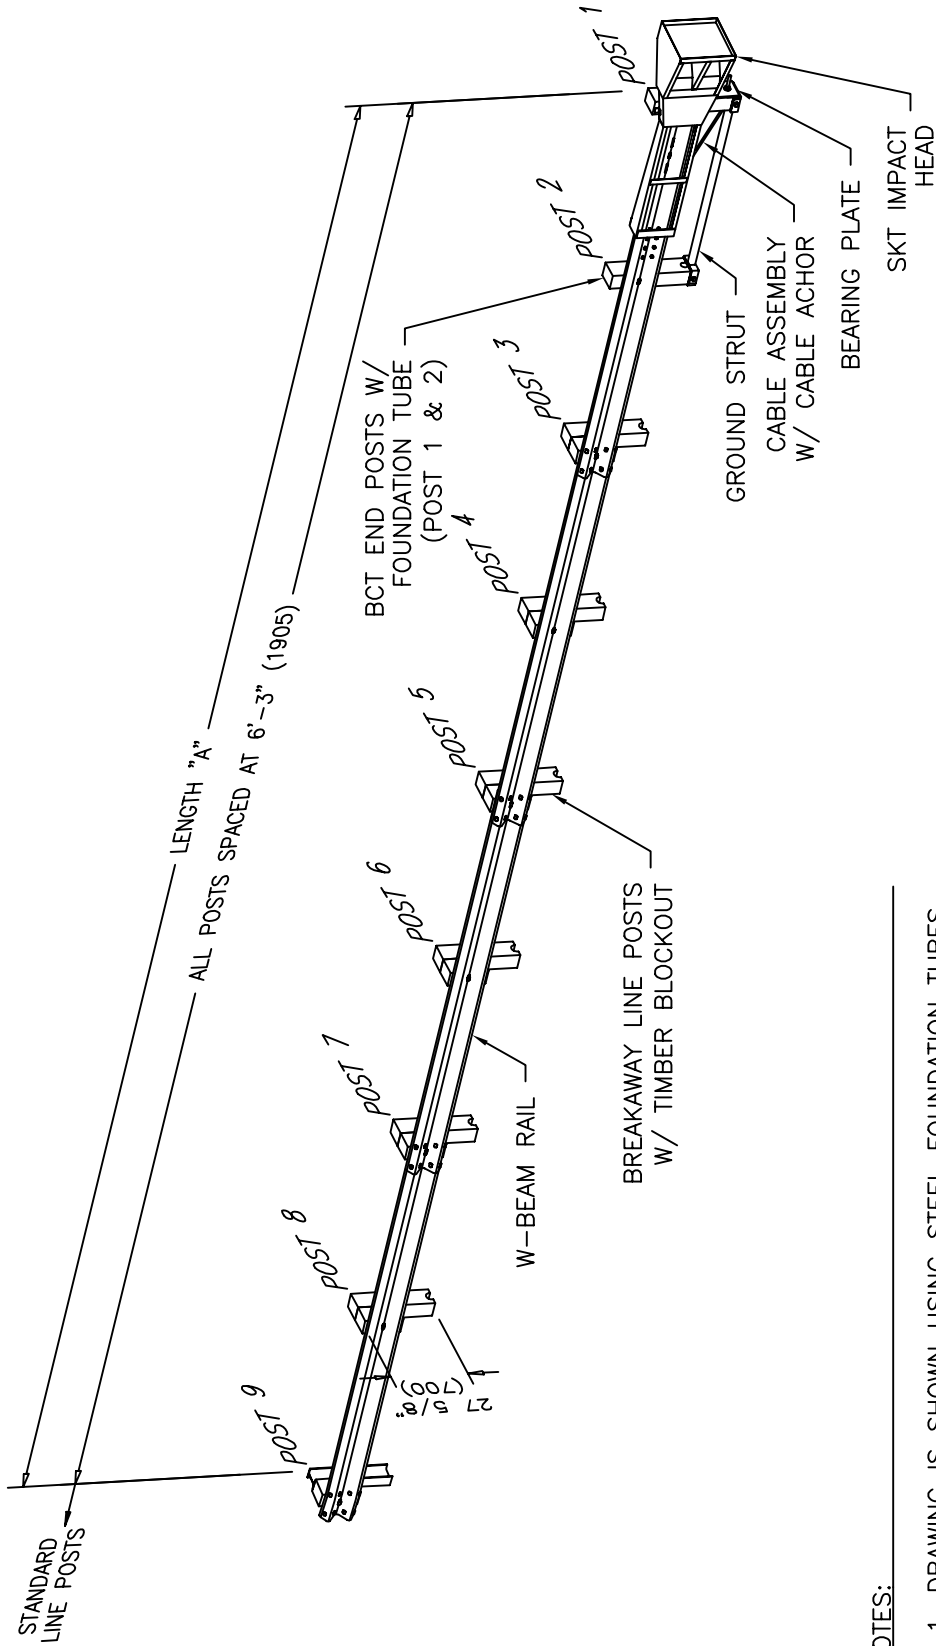 STANDARD
LINE POSTS
LENGTH "A"
ALL POSTS SPACED AT 6'-3" (1905)
POST 9
POST 8
POST 7
POST 6
POST 5
POST 4
POST 3
POST 2
POST 1
27 5/8"
(700)
BCT END POSTS W/
FOUNDATION TUBE
(POST 1 & 2)
W-BEAM RAIL
BREAKAWAY LINE POSTS
W/ TIMBER BLOCKOUT
GROUND STRUT
CABLE ASSEMBLY
W/ CABLE ACHOR
BEARING PLATE
SKT IMPACT
HEAD
OTES:
1. DRAWING IS SHOWN USING STEEL FOUNDATION TUBES